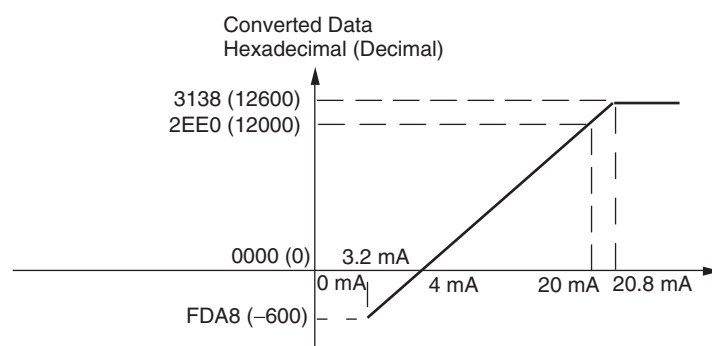 Converted Data
Hexadecimal (Decimal)
3138 (12600)
2EE0 (12000)
0000 (0)
3.2 mA
0 mA
4 mA
20 mA
20.8 mA
FDA8 (−600)